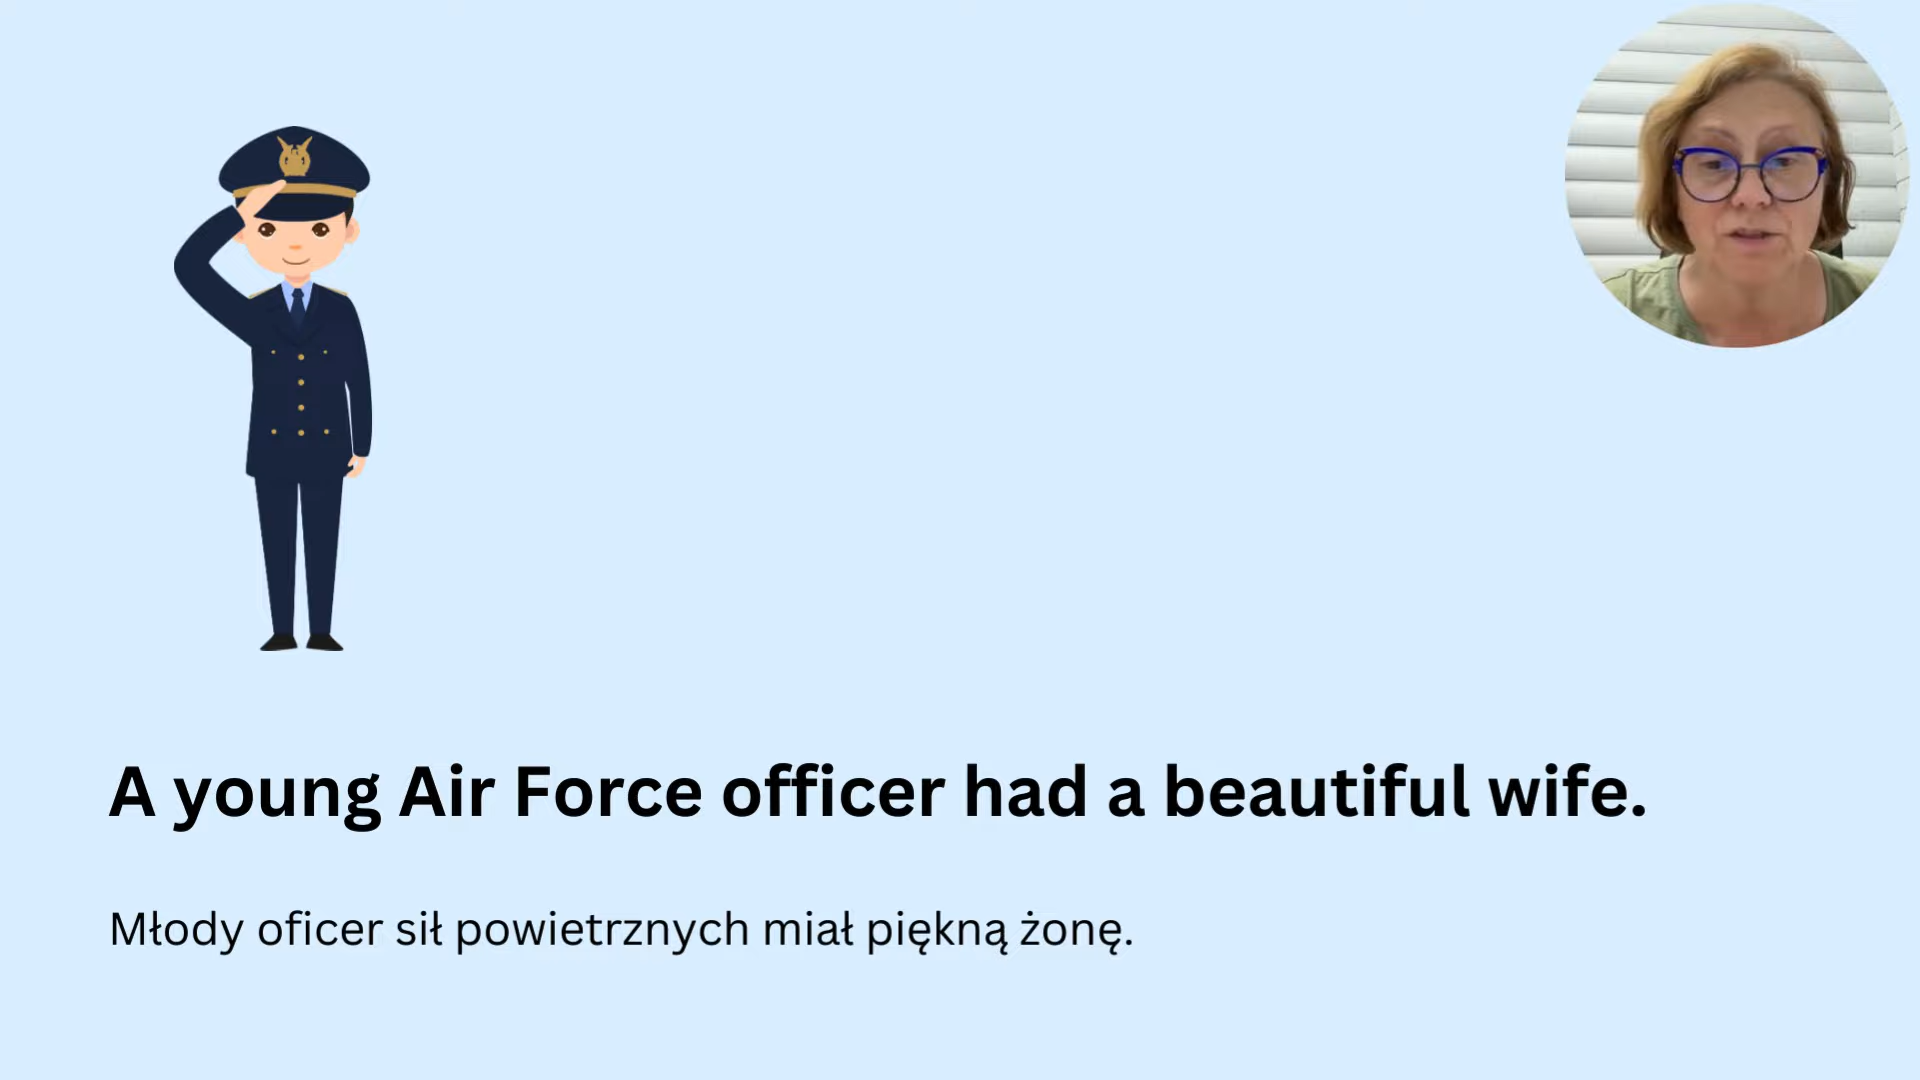 A young Air Force officer had a beautiful wife.
Młody oficer sił powietrznych miał piękną żonę.